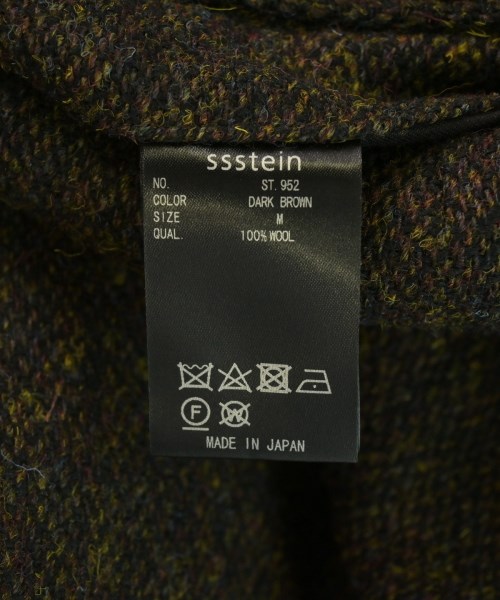 ssstein
NO. ST.952
COLOR DARK BROWN
SIZE M
QUAL. 100% WOOL
F W
MADE IN JAPAN